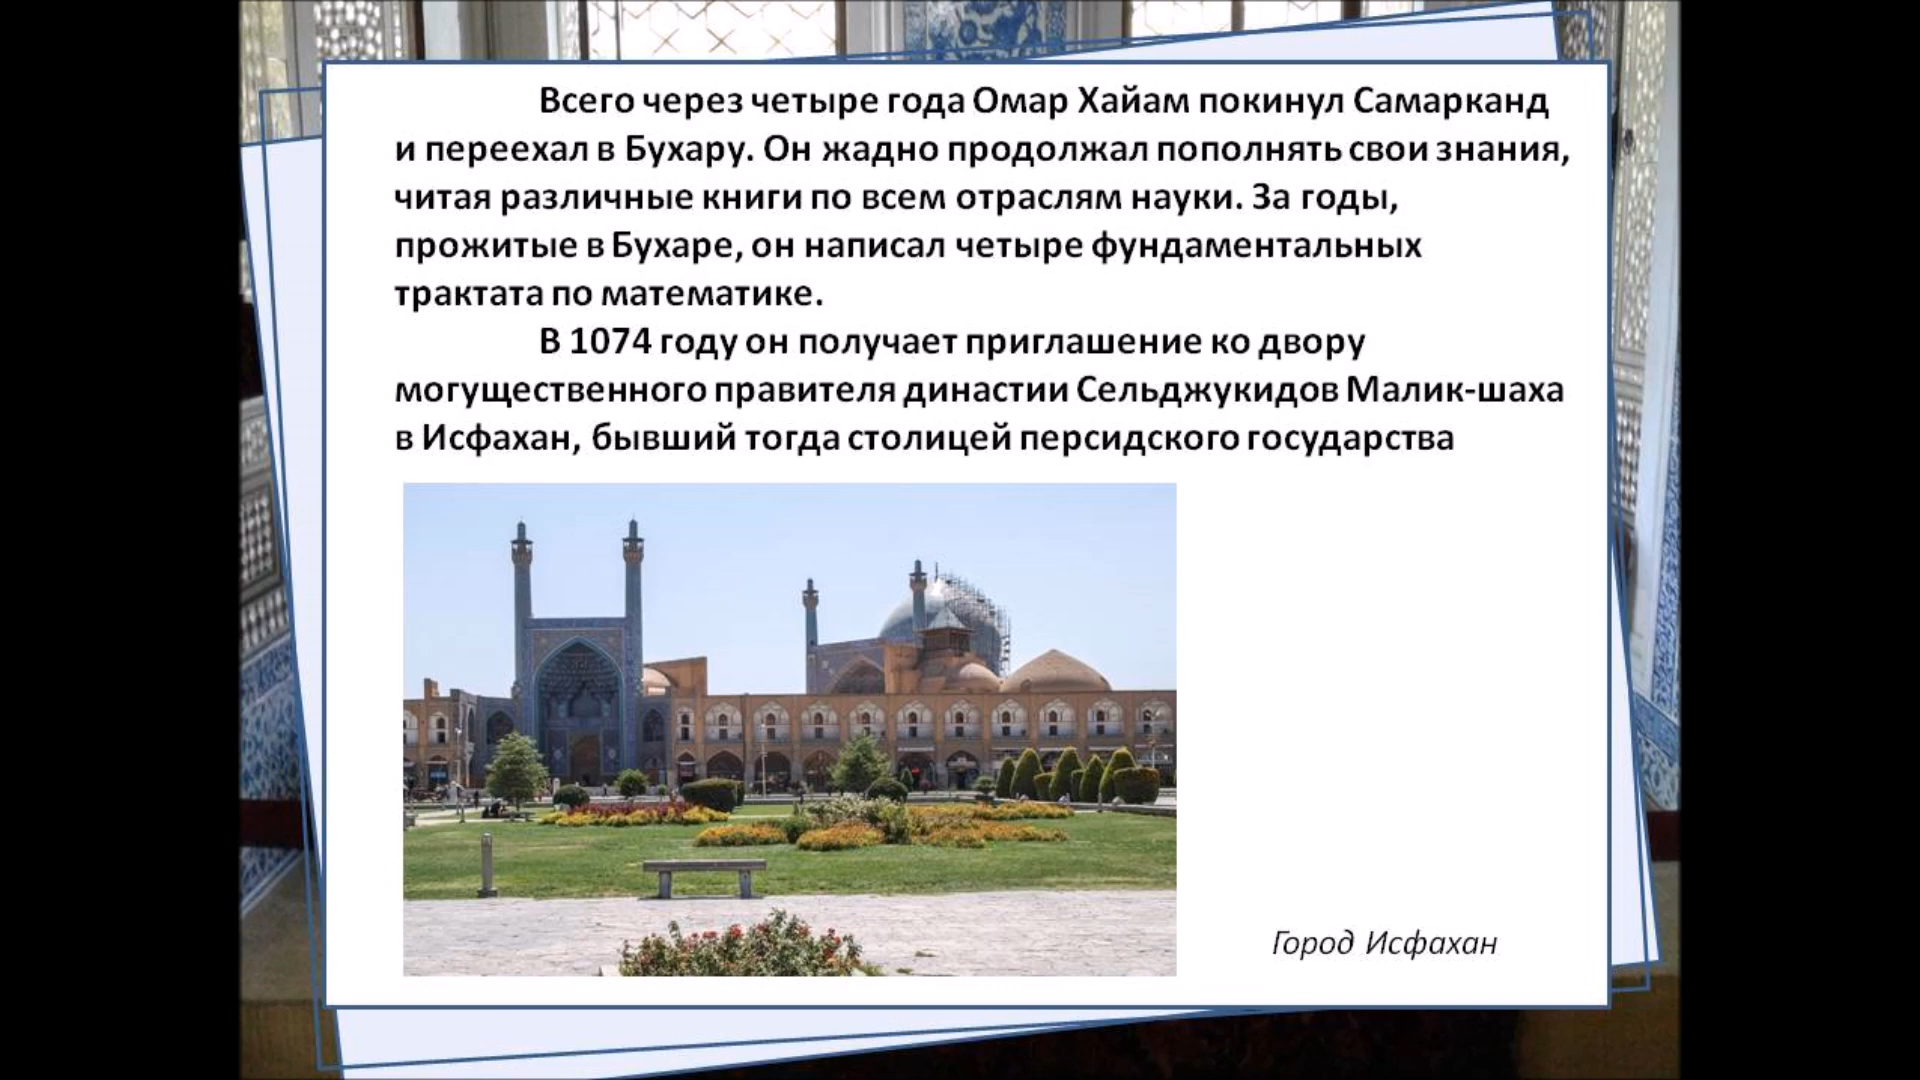 Всего через четыре года Омар Хайам покинул Самарканд
и переехал в Бухару. Он жадно продолжал пополнять свои знания,
читая различные книги по всем отраслям науки. За годы,
прожитые в Бухаре, он написал четыре фундаментальных
трактата по математике.
В 1074 году он получает приглашение ко двору
могущественного правителя династии Сельджукидов Малик-шаха
в Исфахан, бывший тогда столицей персидского государства
Город Исфахан